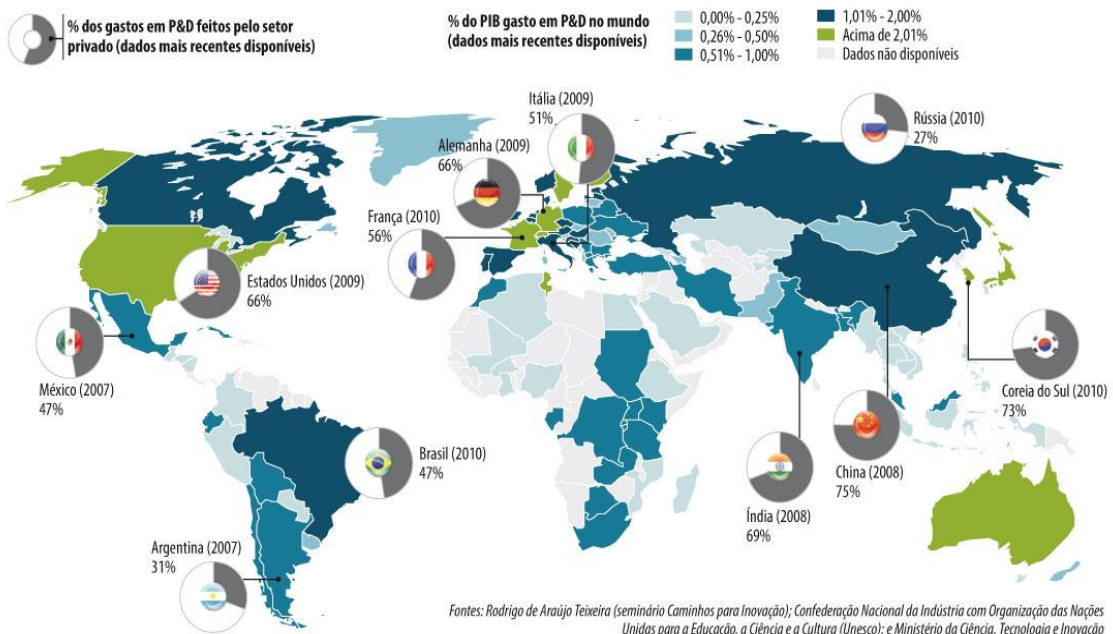 % dos gastos em P&D feitos pelo setor
privado (dados mais recentes disponíveis)
% do PIB gasto em P&D no mundo
(dados mais recentes disponíveis)
0,00% - 0,25%
0,26% - 0,50%
0,51% - 1,00%
1,01% - 2,00%
Acima de 2,01%
Dados não disponíveis
Itália (2009)
51%
Rússia (2010)
27%
Alemanha (2009)
66%
França (2010)
56%
Estados Unidos (2009)
66%
México (2007)
47%
Coreia do Sul (2010)
73%
Brasil (2010)
47%
China (2008)
75%
Índia (2008)
69%
Argentina (2007)
31%
Fontes: Rodrigo de Araújo Teixeira (seminário Caminhos para Inovação); Confederação Nacional da Indústria com Organização das Nações
Unidas para a Educação, a Ciência e a Cultura (Unesco); e Ministério da Ciência, Tecnologia e Inovação